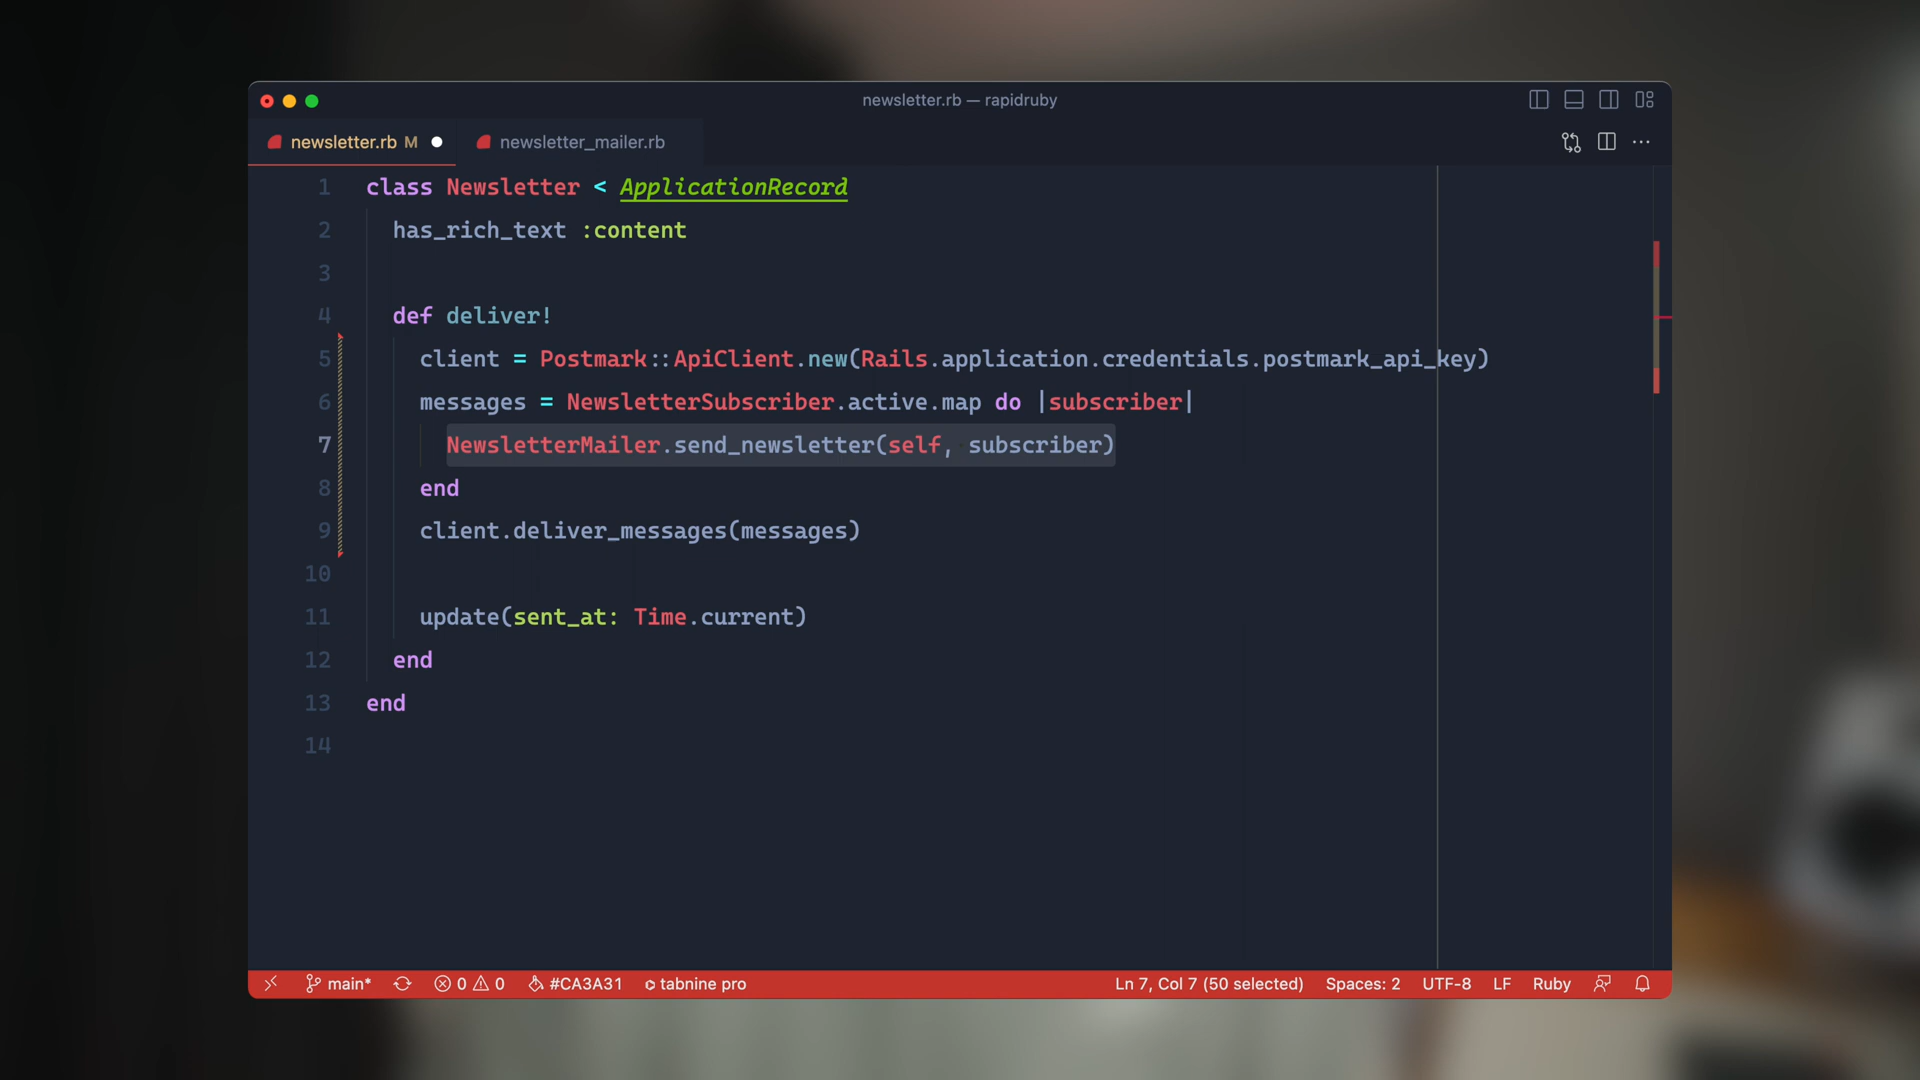 newsletter.rb — rapidruby
newsletter.rb M newsletter_mailer.rb
1 class Newsletter < ApplicationRecord
2 has_rich_text :content
3
4 def deliver!
5 client = Postmark::ApiClient.new(Rails.application.credentials.postmark_api_key)
6 messages = NewsletterSubscriber.active.map do |subscriber|
7 NewsletterMailer.send_newsletter(self, subscriber)
8 end
9 client.deliver_messages(messages)
10
11 update(sent_at: Time.current)
12 end
13 end
14
main* 0 0 #CA3A31 tabnine pro Ln 7, Col 7 (50 selected) Spaces: 2 UTF-8 LF Ruby